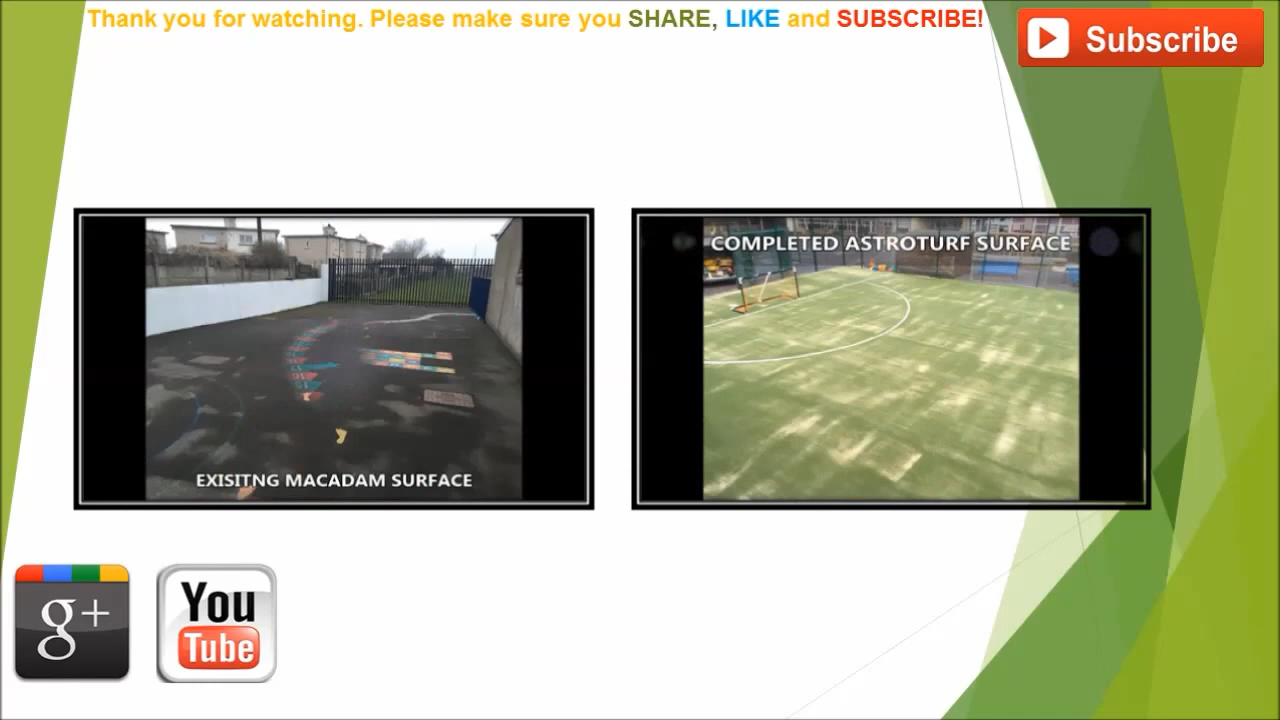 Thank you for watching. Please make sure you SHARE, LIKE and SUBSCRIBE!
Subscribe
COMPLETED ASTROTURF SURFACE
EXISITNG MACADAM SURFACE
g+
You
Tube